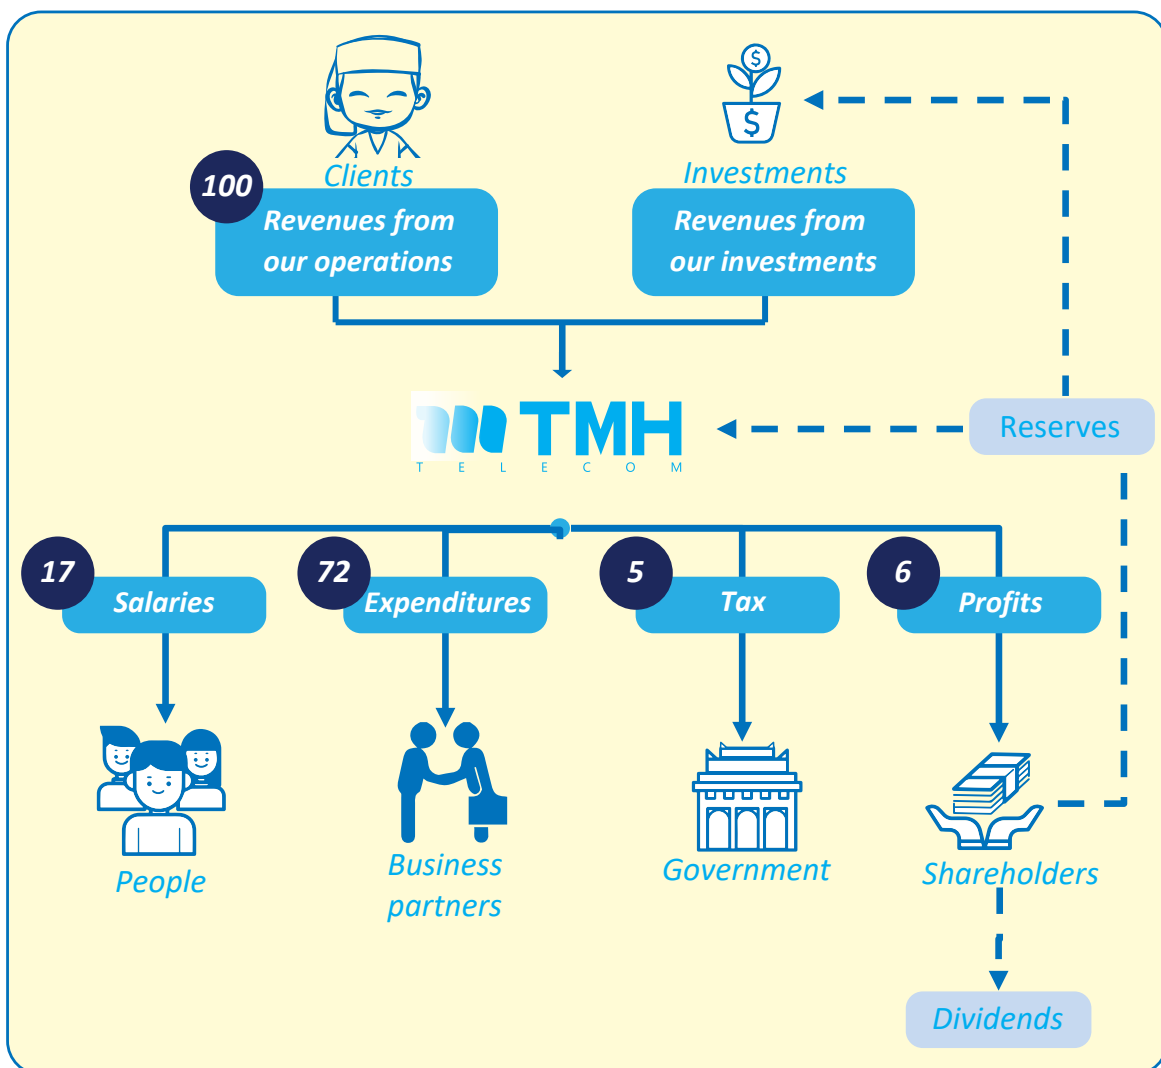 $
$
Clients
Investments
100
Revenues from
our operations
Revenues from
our investments
TMH
TELECOM
Reserves
17
Salaries
72
Expenditures
5
Tax
6
Profits
People
Business
partners
Government
Shareholders
Dividends